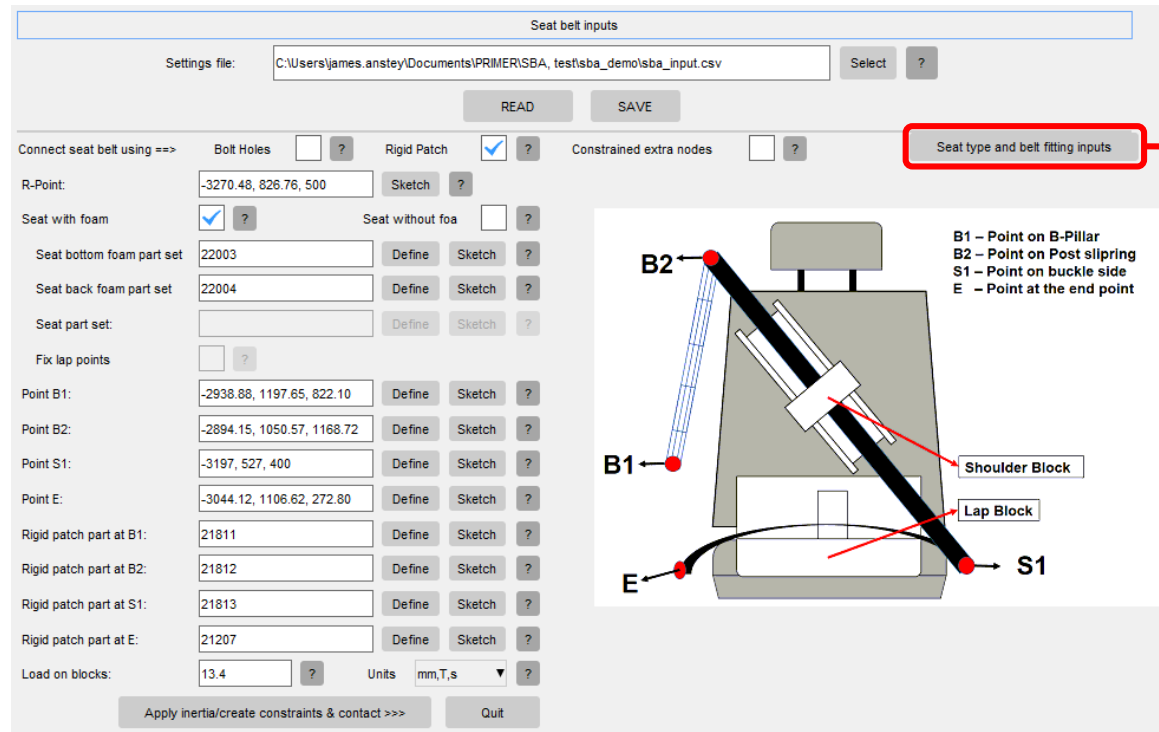 Seat belt inputs
Settings file: C:\Users\james.anstey\Documents\PRIMER\SBA, test\sba_demo\sba_input.csv Select ?
READ SAVE
Connect seat belt using ==> Bolt Holes ? Rigid Patch ? Constrained extra nodes ? Seat type and belt fitting inputs
R-Point: -3270.48, 826.76, 500 Sketch ?
Seat with foam ? Seat without foa ?
Seat bottom foam part set 22003 Define Sketch ?
Seat back foam part set 22004 Define Sketch ?
Seat part set: Define Sketch ?
Fix lap points ?
Point B1: -2938.88, 1197.65, 822.10 Define Sketch ?
Point B2: -2894.15, 1050.57, 1168.72 Define Sketch ?
Point S1: -3197, 527, 400 Define Sketch ?
Point E: -3044.12, 1106.62, 272.80 Define Sketch ?
Rigid patch part at B1: 21811 Define Sketch ?
Rigid patch part at B2: 21812 Define Sketch ?
Rigid patch part at S1: 21813 Define Sketch ?
Rigid patch part at E: 21207 Define Sketch ?
Load on blocks: 13.4 ? Units mm,T,s ?
Apply inertia/create constraints & contact >>> Quit
B1 – Point on B-Pillar
B2 – Point on Post slipring
S1 – Point on buckle side
E – Point at the end point
B2
B1
Shoulder Block
Lap Block
S1
E